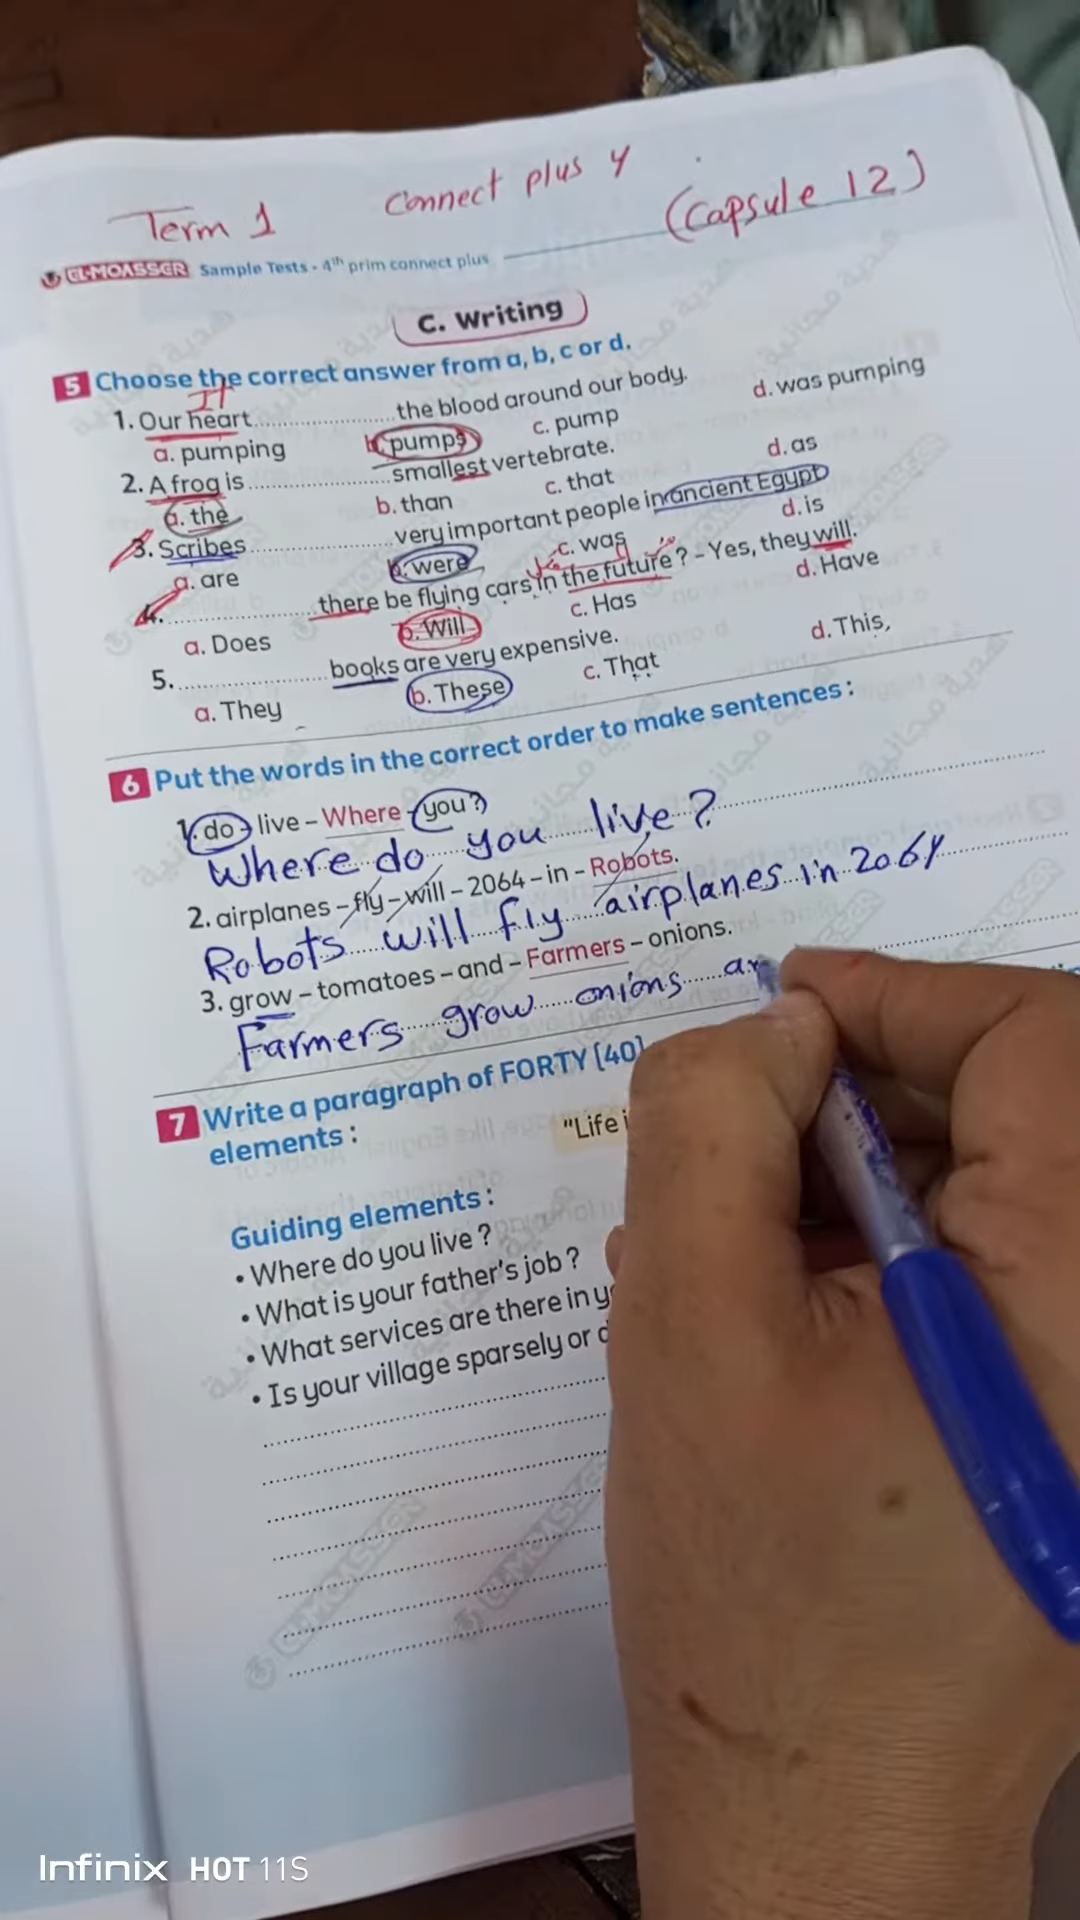 Term 1 Connect plus 4 (Capsule 12)
EL-MOASSER Sample Tests - 4th prim connect plus
C. Writing
5 Choose the correct answer from a, b, c or d.
It
1. Our heart.................the blood around our body.
a. pumping b. pumps c. pump d. was pumping
2. A frog is.................smallest vertebrate.
a. the b. than c. that d. as
3. Scribes.................very important people in ancient Egypt
a. are b. were c. was d. is
4. .................there be flying cars in the future ? – Yes, they will.
a. Does b. Will c. Has d. Have
5. .................books are very expensive.
a. They b. These c. That d. This
6 Put the words in the correct order to make sentences :
1. do – live – Where – you ?
Where do you live ?
2. airplanes – fly – will – 2064 – in – Robots.
Robots will fly airplanes in 2064
3. grow – tomatoes – and – Farmers – onions.
Farmers grow onions
7 Write a paragraph of FORTY [40]
elements :
"Life i
Guiding elements :
• Where do you live ?
• What is your father's job ?
• What services are there in
• Is your village sparsely or
Infinix HOT 11S